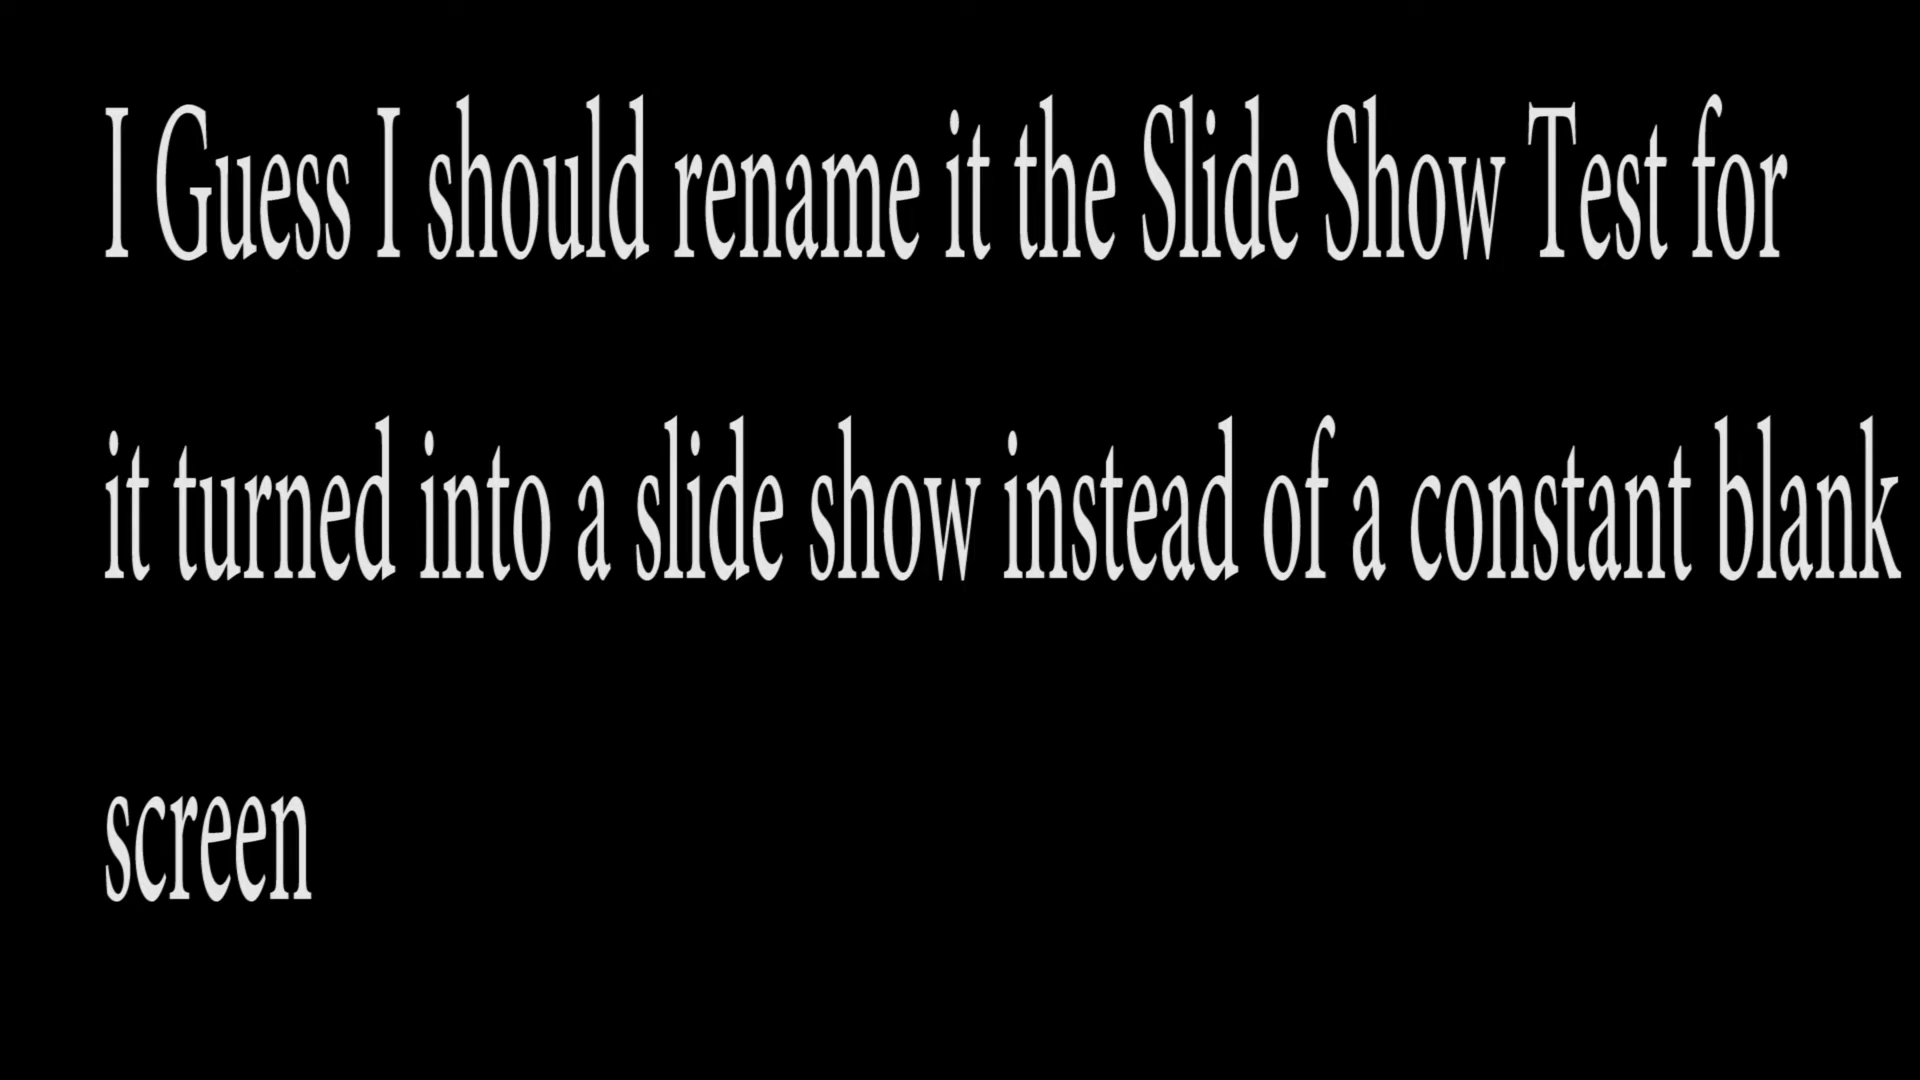 I Guess I should rename it the Slide Show Test for
it turned into a slide show instead of a constant blank
screen